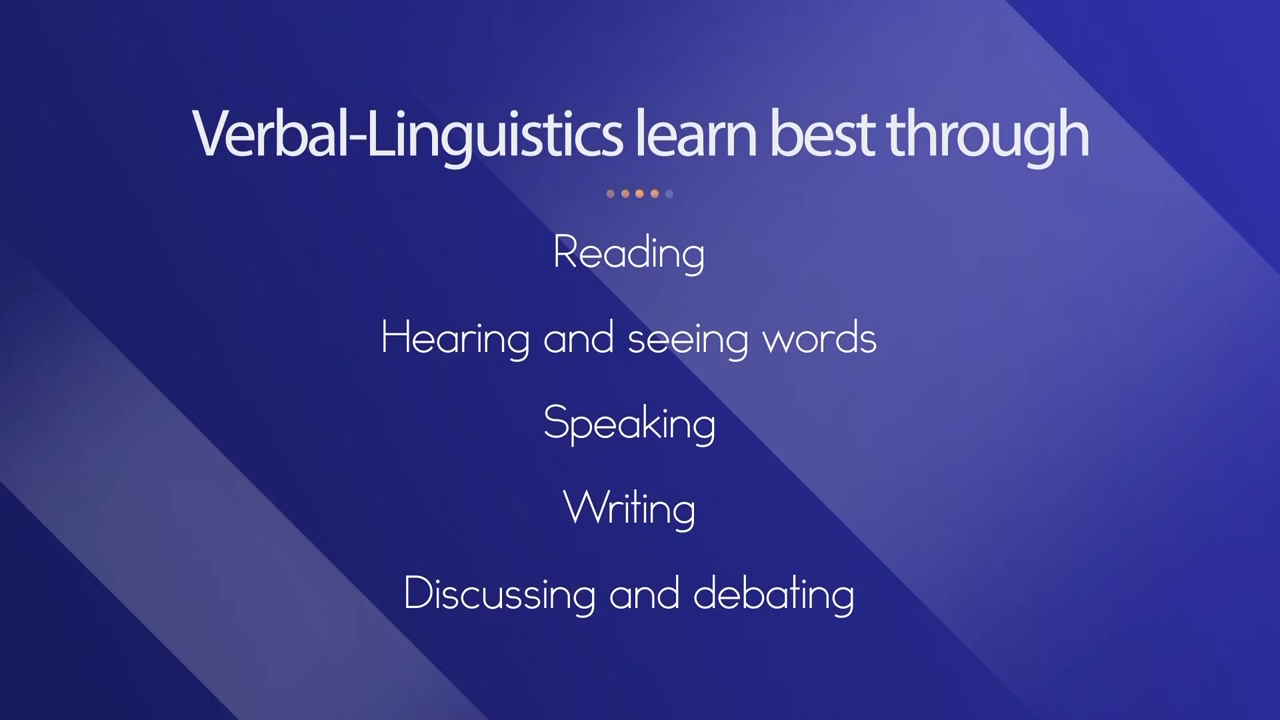 Verbal-Linguistics learn best through
Reading
Hearing and seeing words
Speaking
Writing
Discussing and debating